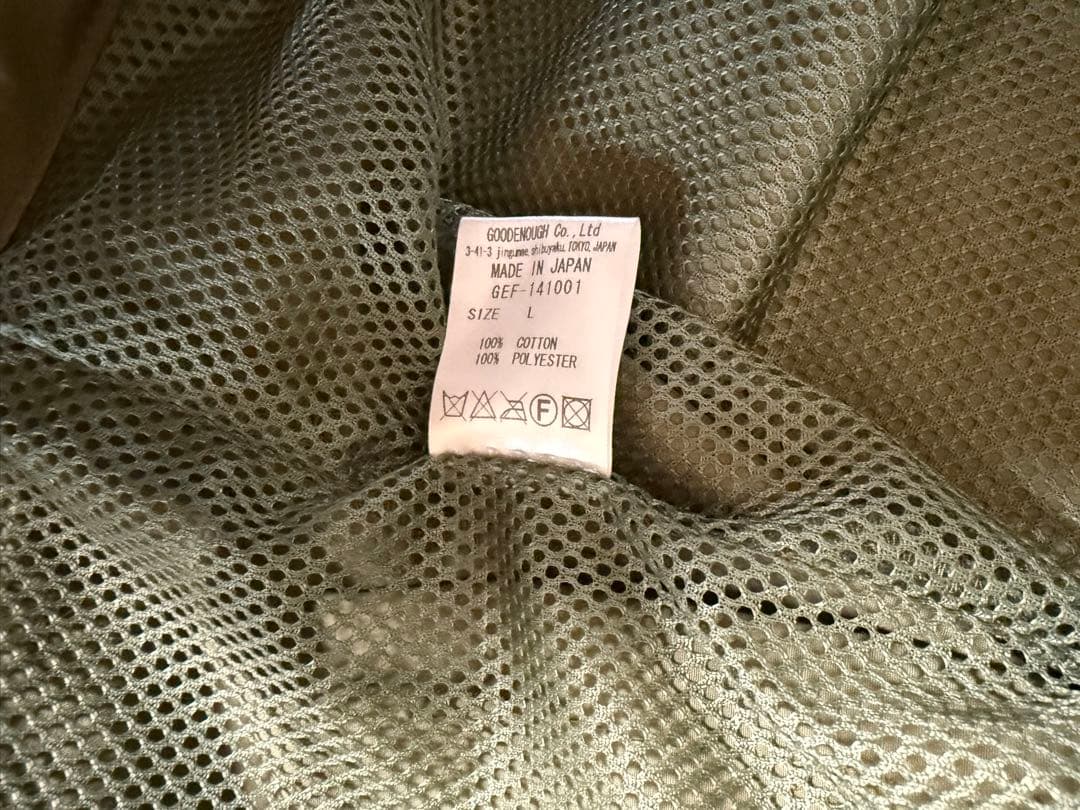 GOODENOUGH Co., Ltd
3-41-3 jingumae, shibuyaku, TOKYO, JAPAN
MADE IN JAPAN
GEF-141001
SIZE L
100% COTTON
100% POLYESTER
F